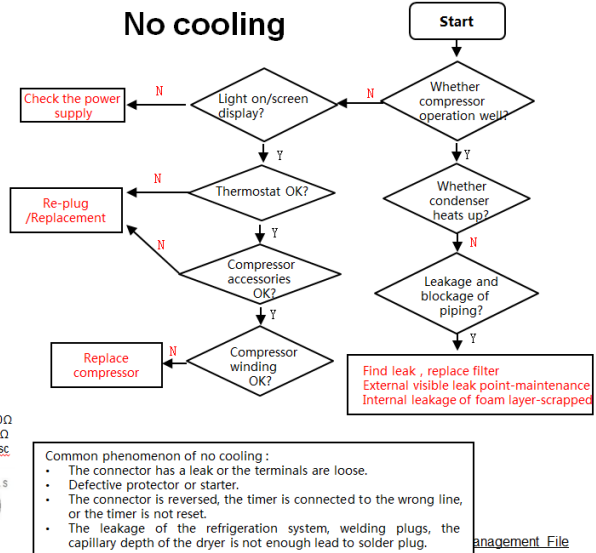 No cooling
Start
Whether
compressor
operation well?
N
Light on/screen
display?
N
Check the power
supply
Y
Y
Whether
condenser
heats up?
Thermostat OK?
N
Re-plug
/Replacement
Y
N
Compressor
accessories
OK?
N
Leakage and
blockage of
piping?
Y
Y
Compressor
winding
OK?
N
Replace
compressor
Find leak , replace filter
External visible leak point-maintenance
Internal leakage of foam layer-scrapped
0Ω
Ω
sc
.s
Common phenomenon of no cooling :
• The connector has a leak or the terminals are loose.
• Defective protector or starter.
• The connector is reversed, the timer is connected to the wrong line,
or the timer is not reset.
• The leakage of the refrigeration system, welding plugs, the
capillary depth of the dryer is not enough lead to solder plug.
anagement File